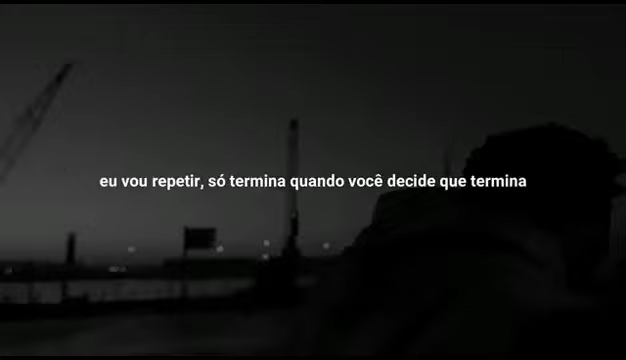 eu vou repetir, só termina quando você decide que termina